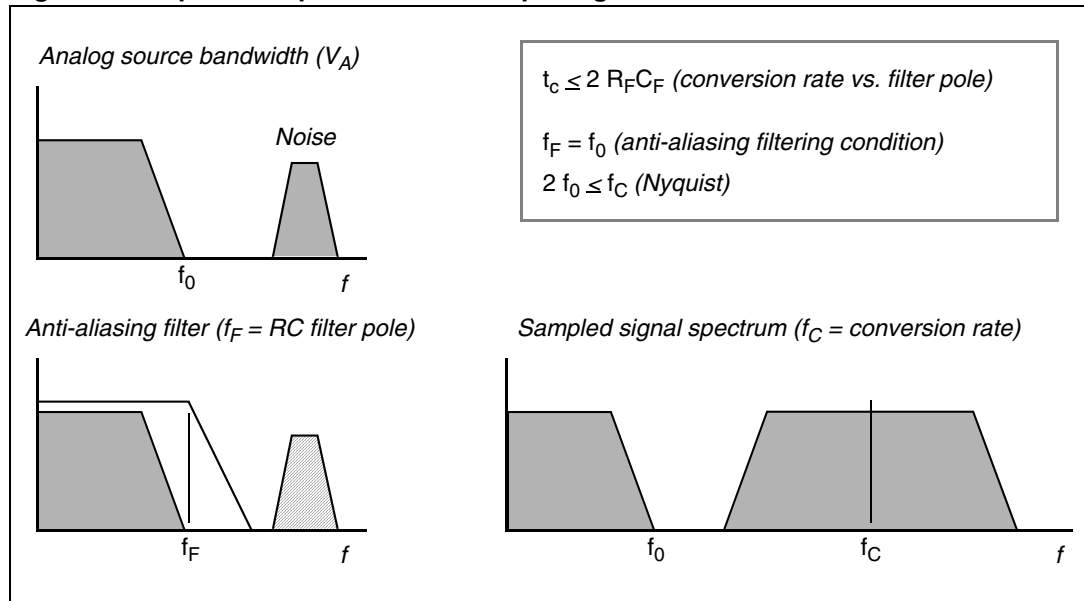 Analog source bandwidth (VA)
Noise
f0
f
tc ≤ 2 RFCF (conversion rate vs. filter pole)
fF = f0 (anti-aliasing filtering condition)
2 f0 ≤ fC (Nyquist)
Anti-aliasing filter (fF = RC filter pole)
fF
f
Sampled signal spectrum (fC = conversion rate)
f0
fC
f